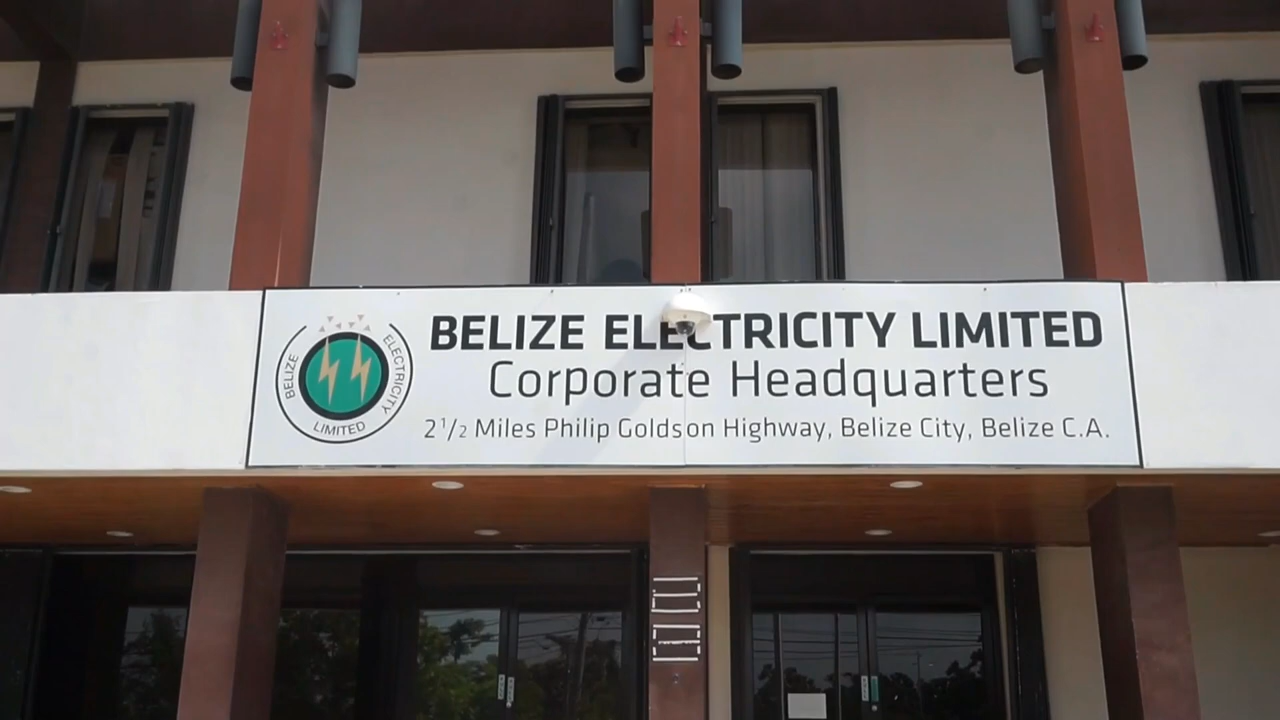 BELIZE ELECTRICITY LIMITED
Corporate Headquarters
2 1/2 Miles Philip Goldson Highway, Belize City, Belize C.A.
BELIZE ELECTRICITY LIMITED